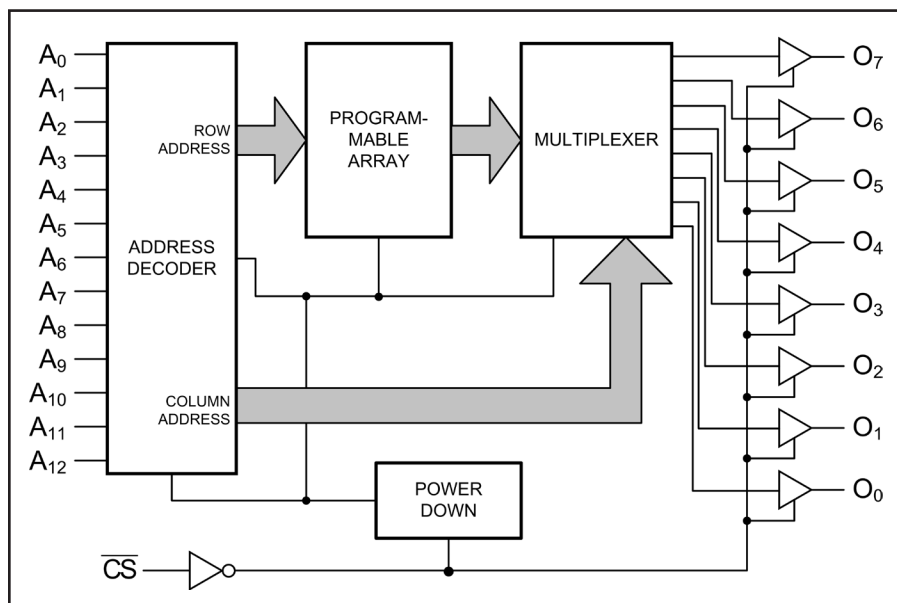 A0
A1
A2
A3
A4
A5
A6
A7
A8
A9
A10
A11
A12
ROW
ADDRESS
ADDRESS
DECODER
COLUMN
ADDRESS
PROGRAM-
MABLE
ARRAY
MULTIPLEXER
POWER
DOWN
CS
O7
O6
O5
O4
O3
O2
O1
O0